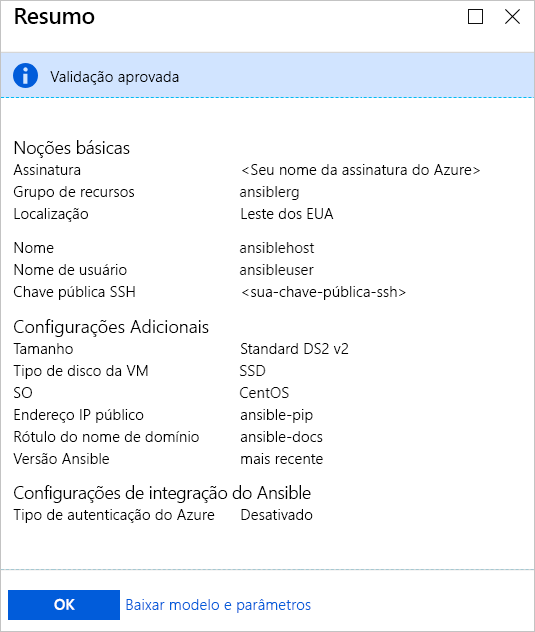 Resumo
Validação aprovada
Noções básicas
Assinatura <Seu nome da assinatura do Azure>
Grupo de recursos ansiblerg
Localização Leste dos EUA
Nome ansiblehost
Nome de usuário ansibleuser
Chave pública SSH <sua-chave-pública-ssh>
Configurações Adicionais
Tamanho Standard DS2 v2
Tipo de disco da VM SSD
SO CentOS
Endereço IP público ansible-pip
Rótulo do nome de domínio ansible-docs
Versão Ansible mais recente
Configurações de integração do Ansible
Tipo de autenticação do Azure Desativado
OK Baixar modelo e parâmetros